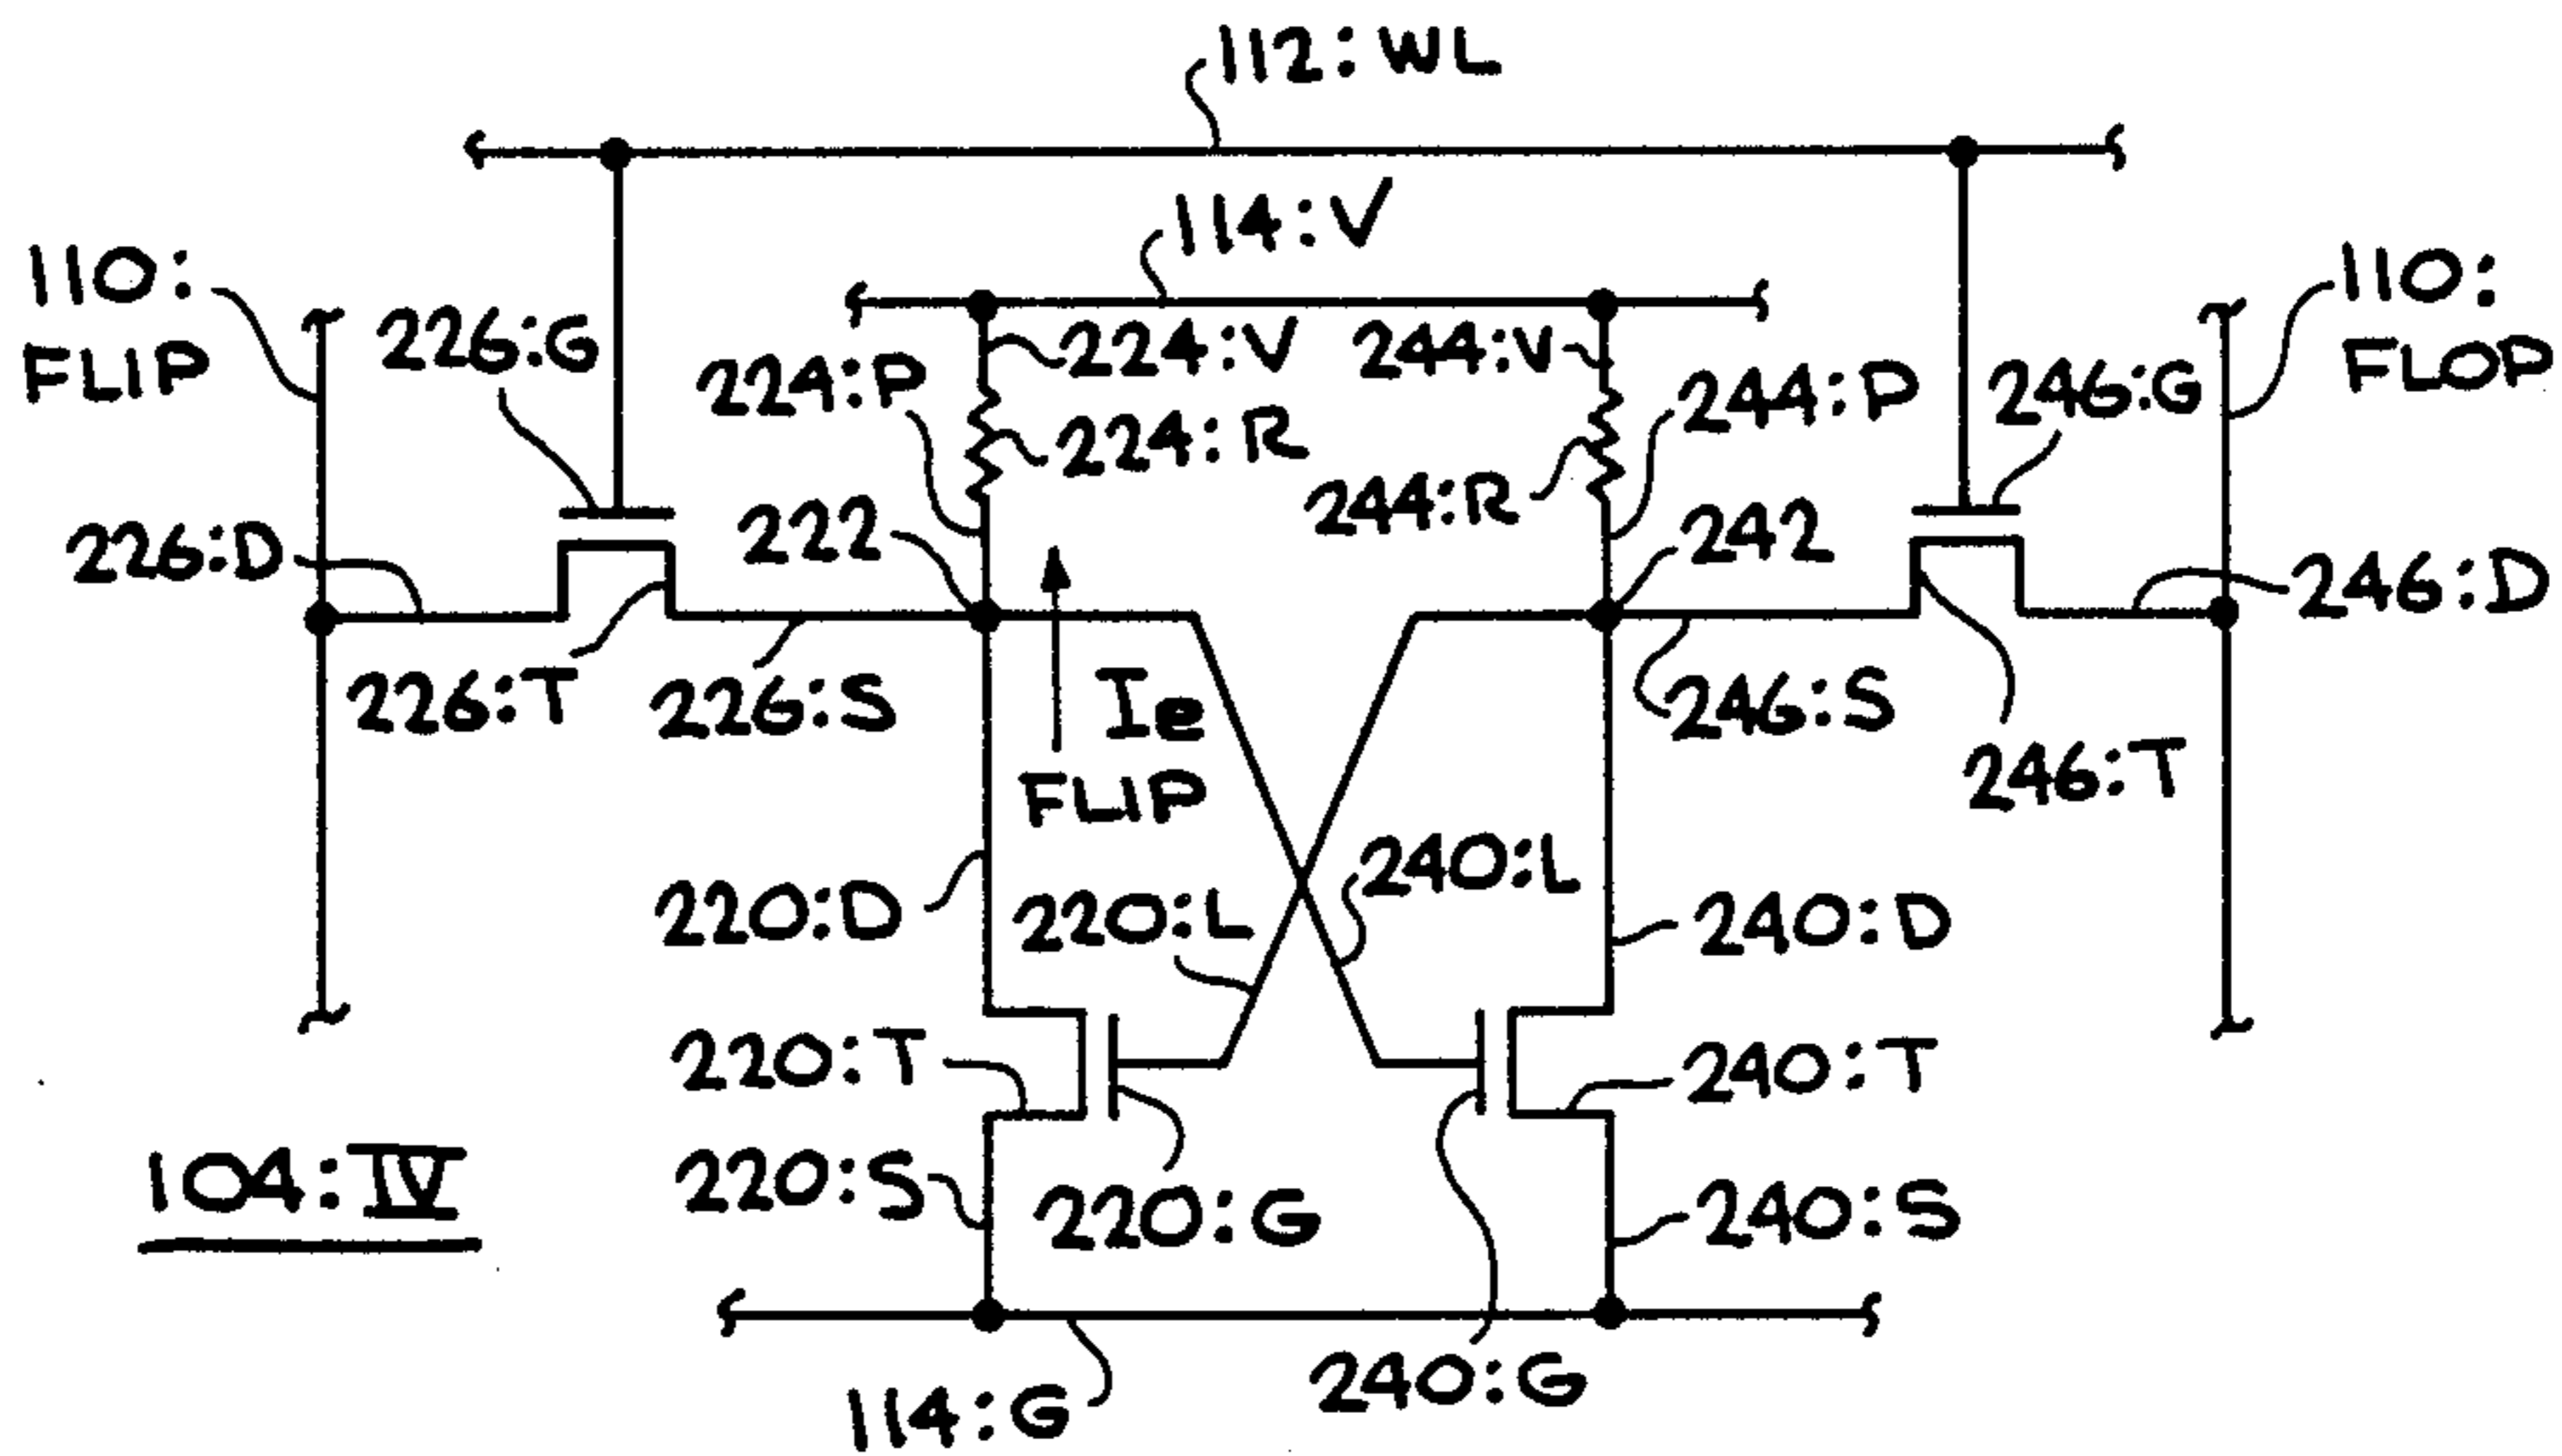 112:WL
114:V
110:
FLIP
226:G
224:P
224:V
244:V
224:R
244:R
244:P
246:G
110:
FLOP
226:D
222
242
246:D
226:T
226:S
Ie
FLIP
246:S
246:T
220:D
220:L
240:L
240:D
220:T
240:T
220:S
220:G
240:G
240:S
104:IV
114:G